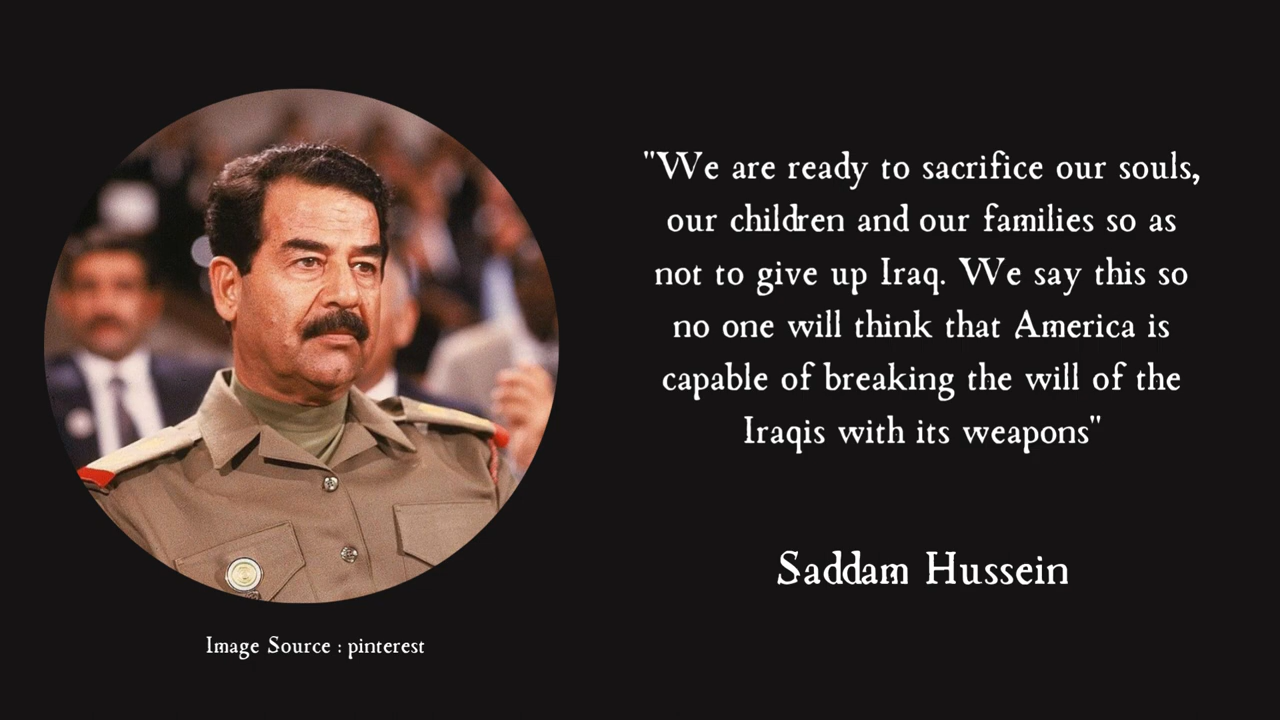 "We are ready to sacrifice our souls,
our children and our families so as
not to give up Iraq. We say this so
no one will think that America is
capable of breaking the will of the
Iraqis with its weapons"
Saddam Hussein
Image Source : pinterest